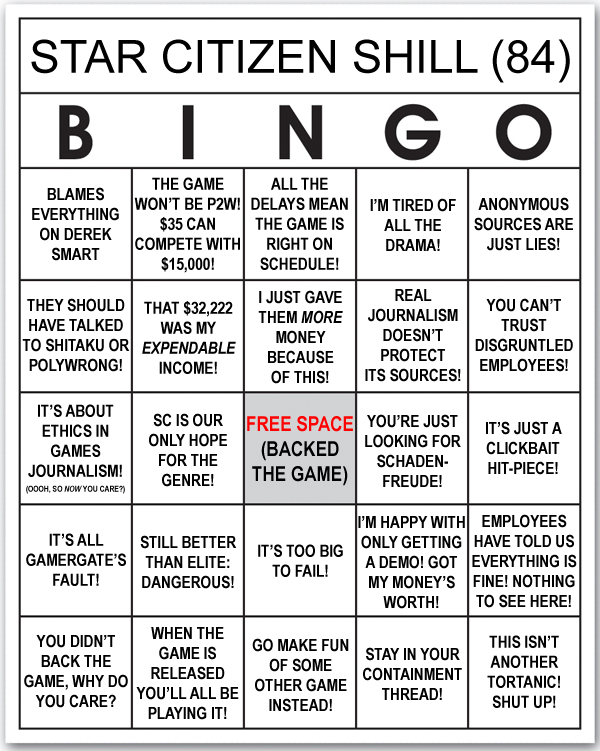 STAR CITIZEN SHILL (84)
B I N G O
BLAMES
EVERYTHING
ON DEREK
SMART
THE GAME
WON'T BE P2W!
$35 CAN
COMPETE WITH
$15,000!
ALL THE
DELAYS MEAN
THE GAME IS
RIGHT ON
SCHEDULE!
I'M TIRED OF
ALL THE
DRAMA!
ANONYMOUS
SOURCES ARE
JUST LIES!
THEY SHOULD
HAVE TALKED
TO SHITAKU OR
POLYWRONG!
THAT $32,222
WAS MY
EXPENDABLE
INCOME!
I JUST GAVE
THEM MORE
MONEY
BECAUSE
OF THIS!
REAL
JOURNALISM
DOESN'T
PROTECT
ITS SOURCES!
YOU CAN'T
TRUST
DISGRUNTLED
EMPLOYEES!
IT'S ABOUT
ETHICS IN
GAMES
JOURNALISM!
(OOOH, SO NOW YOU CARE?)
SC IS OUR
ONLY HOPE
FOR THE
GENRE!
FREE SPACE
(BACKED
THE GAME)
YOU'RE JUST
LOOKING FOR
SCHADEN-
FREUDE!
IT'S JUST A
CLICKBAIT
HIT-PIECE!
IT'S ALL
GAMERGATE'S
FAULT!
STILL BETTER
THAN ELITE:
DANGEROUS!
IT'S TOO BIG
TO FAIL!
I'M HAPPY WITH
ONLY GETTING
A DEMO! GOT
MY MONEY'S
WORTH!
EMPLOYEES
HAVE TOLD US
EVERYTHING IS
FINE! NOTHING
TO SEE HERE!
YOU DIDN'T
BACK THE
GAME, WHY DO
YOU CARE?
WHEN THE
GAME IS
RELEASED
YOU'LL ALL BE
PLAYING IT!
GO MAKE FUN
OF SOME
OTHER GAME
INSTEAD!
STAY IN YOUR
CONTAINMENT
THREAD!
THIS ISN'T
ANOTHER
TORTANIC!
SHUT UP!